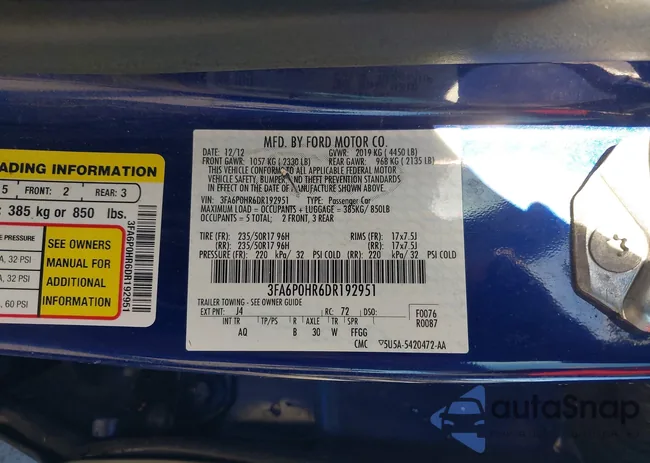 ADING INFORMATION
5 FRONT: 2 REAR: 3
: 385 kg or 850 lbs.
E PRESSURE
A, 32 PSI
A, 32 PSI
A, 60 PSI
SEE OWNERS
MANUAL FOR
ADDITIONAL
INFORMATION
3FA6P0HR6DR192951
MFD. BY FORD MOTOR CO.
DATE: 12/12 GVWR: 2019 KG ( 4450 LB)
FRONT GAWR: 1057 KG ( 2330 LB) REAR GAWR: 968 KG ( 2135 LB)
THIS VEHICLE CONFORMS TO ALL APPLICABLE FEDERAL MOTOR
VEHICLE SAFETY, BUMPER, AND THEFT PREVENTION STANDARDS
IN EFFECT ON THE DATE OF MANUFACTURE SHOWN ABOVE.
VIN: 3FA6P0HR6DR192951 TYPE: Passenger Car
MAXIMUM LOAD = OCCUPANTS + LUGGAGE = 385KG/850LB
OCCUPANTS = 5 TOTAL: 2 FRONT, 3 REAR
TIRE (FR): 235/50R17 96H RIMS (FR): 17x7.5J
(RR): 235/50R17 96H (RR): 17x7.5J
PRESSURE (FR): 220 kPa/ 32 PSI COLD (RR): 220 kPa/ 32 PSI COLD
3FA6P0HR6DR192951
TRAILER TOWING - SEE OWNER GUIDE
EXT PNT: J4 RC: 72 DSO: F0076
R0087
INT TR TP/PS R AXLE TR SPR
AQ B 30 W FFGG
CMC 5U5A-5420472-AA
autoSnap